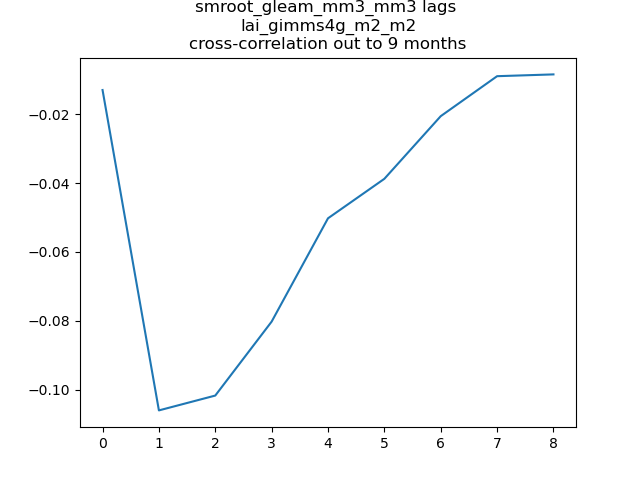 smroot_gleam_mm3_mm3 lags
lai_gimms4g_m2_m2
cross-correlation out to 9 months
−0.02
−0.04
−0.06
−0.08
−0.10
0 1 2 3 4 5 6 7 8